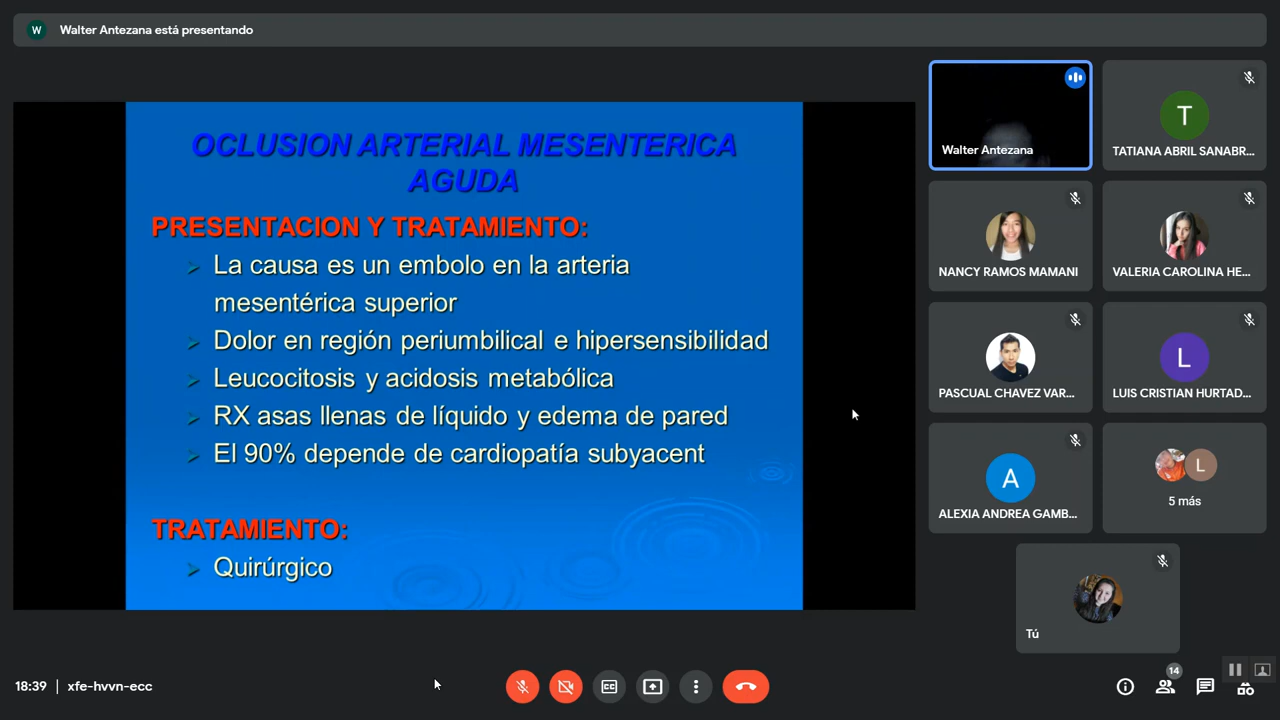 W
Walter Antezana está presentando
OCLUSION ARTERIAL MESENTERICA
AGUDA
PRESENTACION Y TRATAMIENTO:
La causa es un embolo en la arteria
mesentérica superior
Dolor en región periumbilical e hipersensibilidad
Leucocitosis y acidosis metabólica
RX asas llenas de líquido y edema de pared
El 90% depende de cardiopatía subyacent
TRATAMIENTO:
Quirúrgico
Walter Antezana
T
TATIANA ABRIL SANABR...
NANCY RAMOS MAMANI
VALERIA CAROLINA HE...
PASCUAL CHAVEZ VAR...
L
LUIS CRISTIAN HURTAD...
A
ALEXIA ANDREA GAMB...
L
5 más
Tú
18:39 | xfe-hvvn-ecc
CC
14